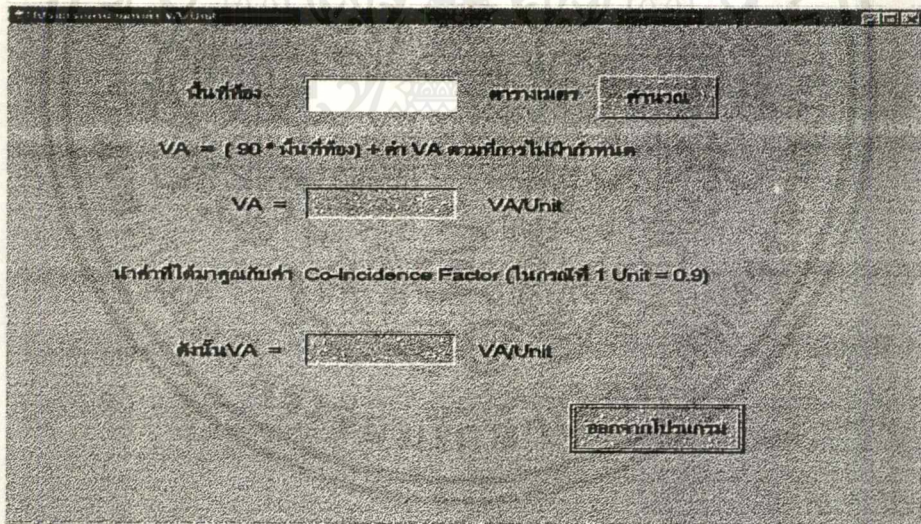 พื้นที่ห้อง ตารางเมตร คำนวณ
VA = ( 90 * พื้นที่ห้อง) + ค่า VA ตามที่การไฟฟ้ากำหนด
VA = VA/Unit
นำค่าที่ได้มาคูณกับค่า Co-Incidence Factor (ในกรณีที่ 1 Unit = 0.9)
ดังนั้นVA = VA/Unit
ออกจากโปรแกรม